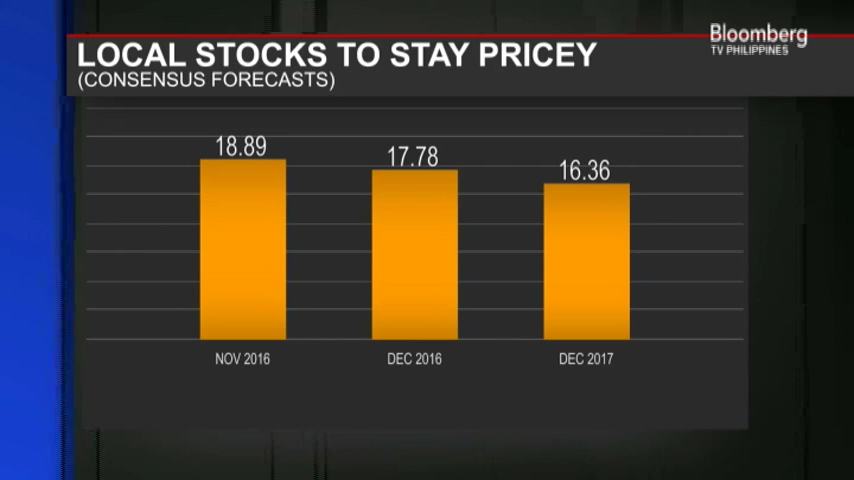 Bloomberg
TV PHILIPPINES
LOCAL STOCKS TO STAY PRICEY
(CONSENSUS FORECASTS)
18.89
17.78
16.36
NOV 2016
DEC 2016
DEC 2017